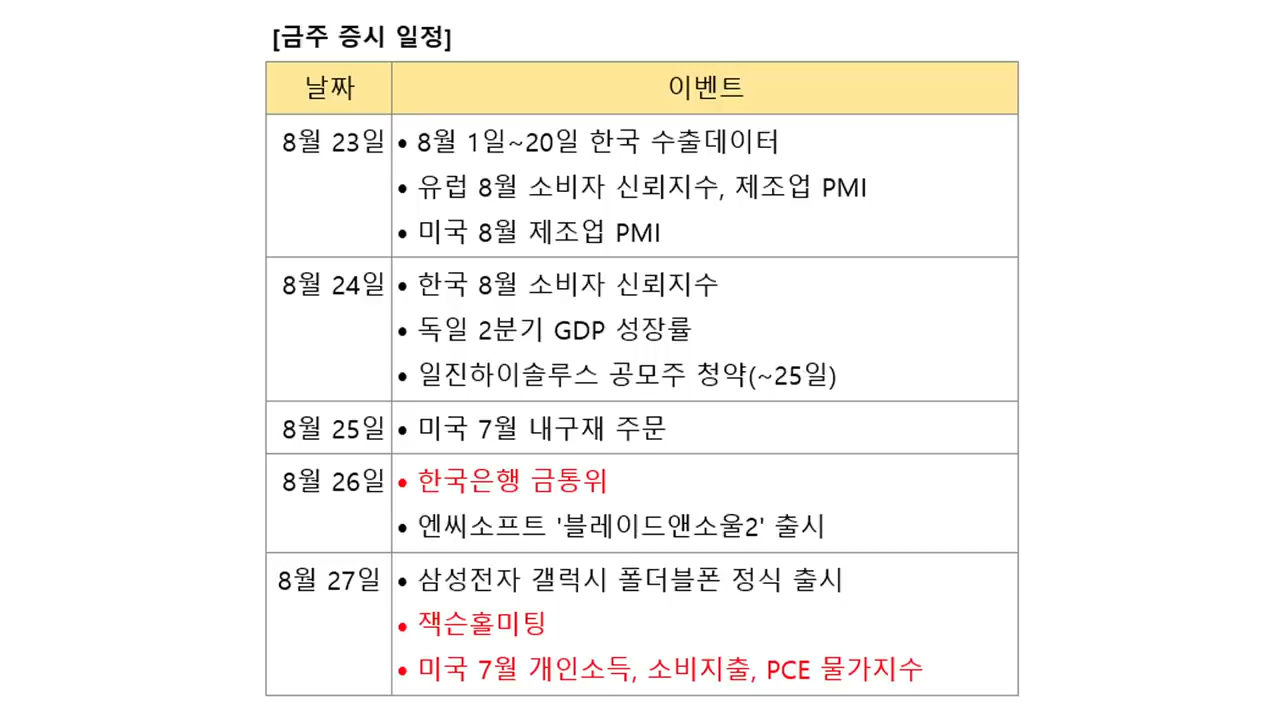 [금주 증시 일정]
날짜 이벤트
8월 23일 • 8월 1일~20일 한국 수출데이터
• 유럽 8월 소비자 신뢰지수, 제조업 PMI
• 미국 8월 제조업 PMI
8월 24일 • 한국 8월 소비자 신뢰지수
• 독일 2분기 GDP 성장률
• 일진하이솔루스 공모주 청약(~25일)
8월 25일 • 미국 7월 내구재 주문
8월 26일 • 한국은행 금통위
• 엔씨소프트 '블레이드앤소울2' 출시
8월 27일 • 삼성전자 갤럭시 폴더블폰 정식 출시
• 잭슨홀미팅
• 미국 7월 개인소득, 소비지출, PCE 물가지수